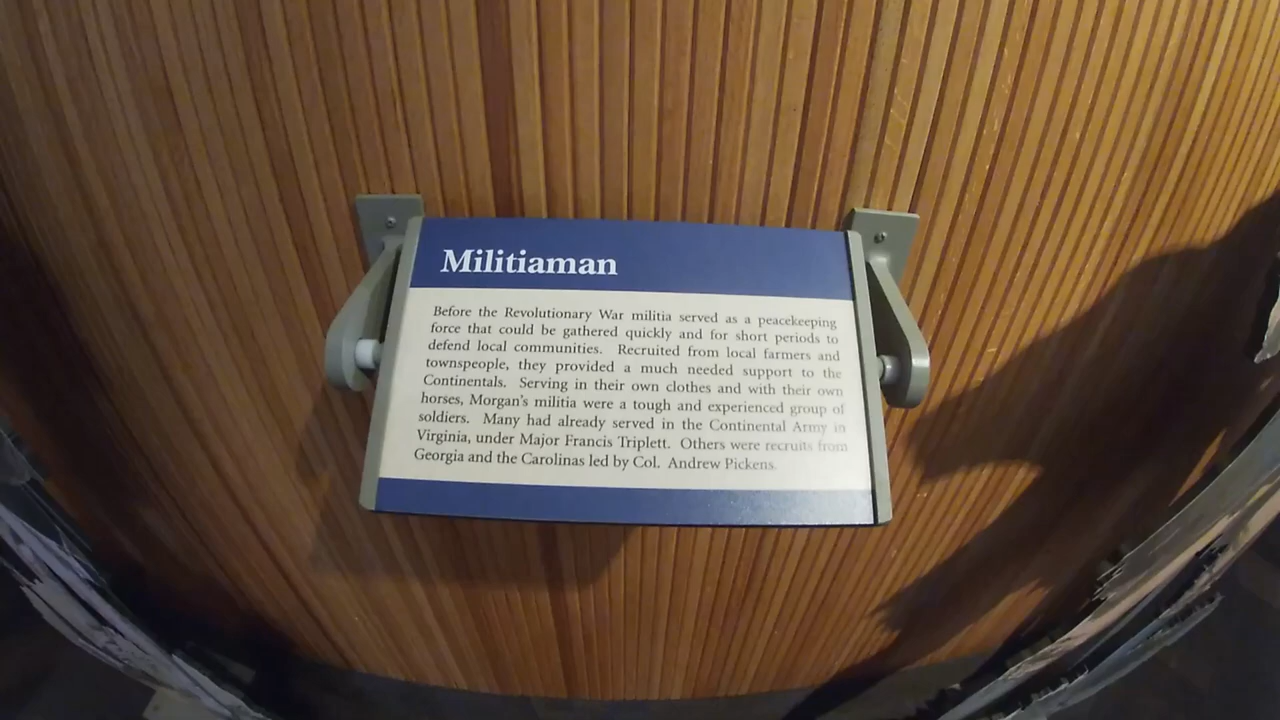 Militiaman
Before the Revolutionary War militia served as a peacekeeping
force that could be gathered quickly and for short periods to
defend local communities. Recruited from local farmers and
townspeople, they provided a much needed support to the
Continentals. Serving in their own clothes and with their own
horses, Morgan's militia were a tough and experienced group of
soldiers. Many had already served in the Continental Army in
Virginia, under Major Francis Triplett. Others were recruits from
Georgia and the Carolinas led by Col. Andrew Pickens.